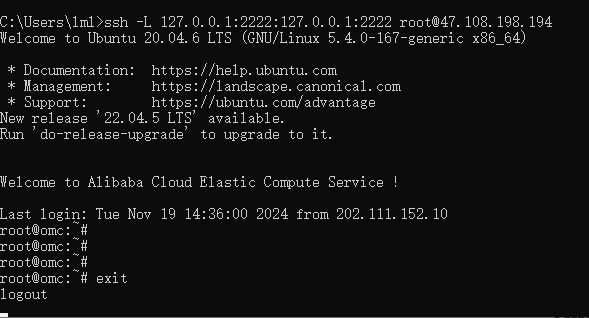 C:\Users\lml>ssh -L 127.0.0.1:2222:127.0.0.1:2222 root@47.108.198.194
Welcome to Ubuntu 20.04.6 LTS (GNU/Linux 5.4.0-167-generic x86_64)
* Documentation:  https://help.ubuntu.com
* Management:     https://landscape.canonical.com
* Support:        https://ubuntu.com/advantage
New release '22.04.5 LTS' available.
Run 'do-release-upgrade' to upgrade to it.
Welcome to Alibaba Cloud Elastic Compute Service !
Last login: Tue Nov 19 14:36:00 2024 from 202.111.152.10
root@omc:~#
root@omc:~#
root@omc:~#
root@omc:~# exit
logout